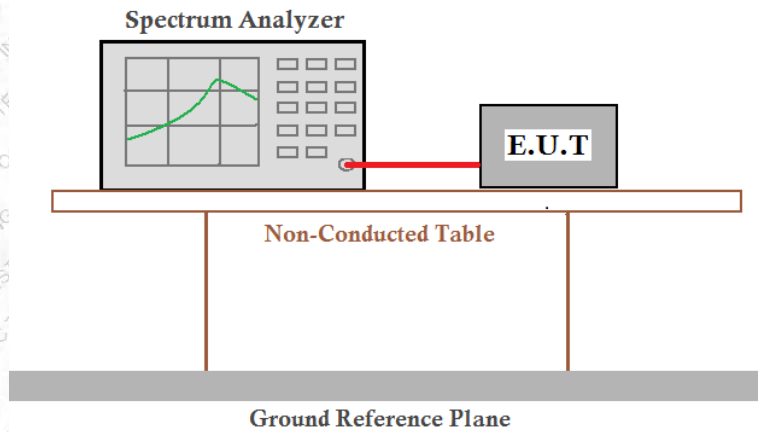 Spectrum Analyzer
E.U.T
Non-Conducted Table
Ground Reference Plane